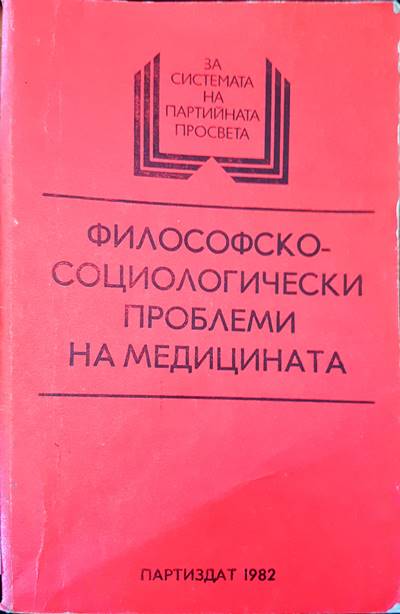 ЗА
СИСТЕМАТА
НА
ПАРТИЙНАТА
ПРОСВЕТА
ФИЛОСОФСКО-
СОЦИОЛОГИЧЕСКИ
ПРОБЛЕМИ
НА МЕДИЦИНАТА
ПАРТИЗДАТ 1982